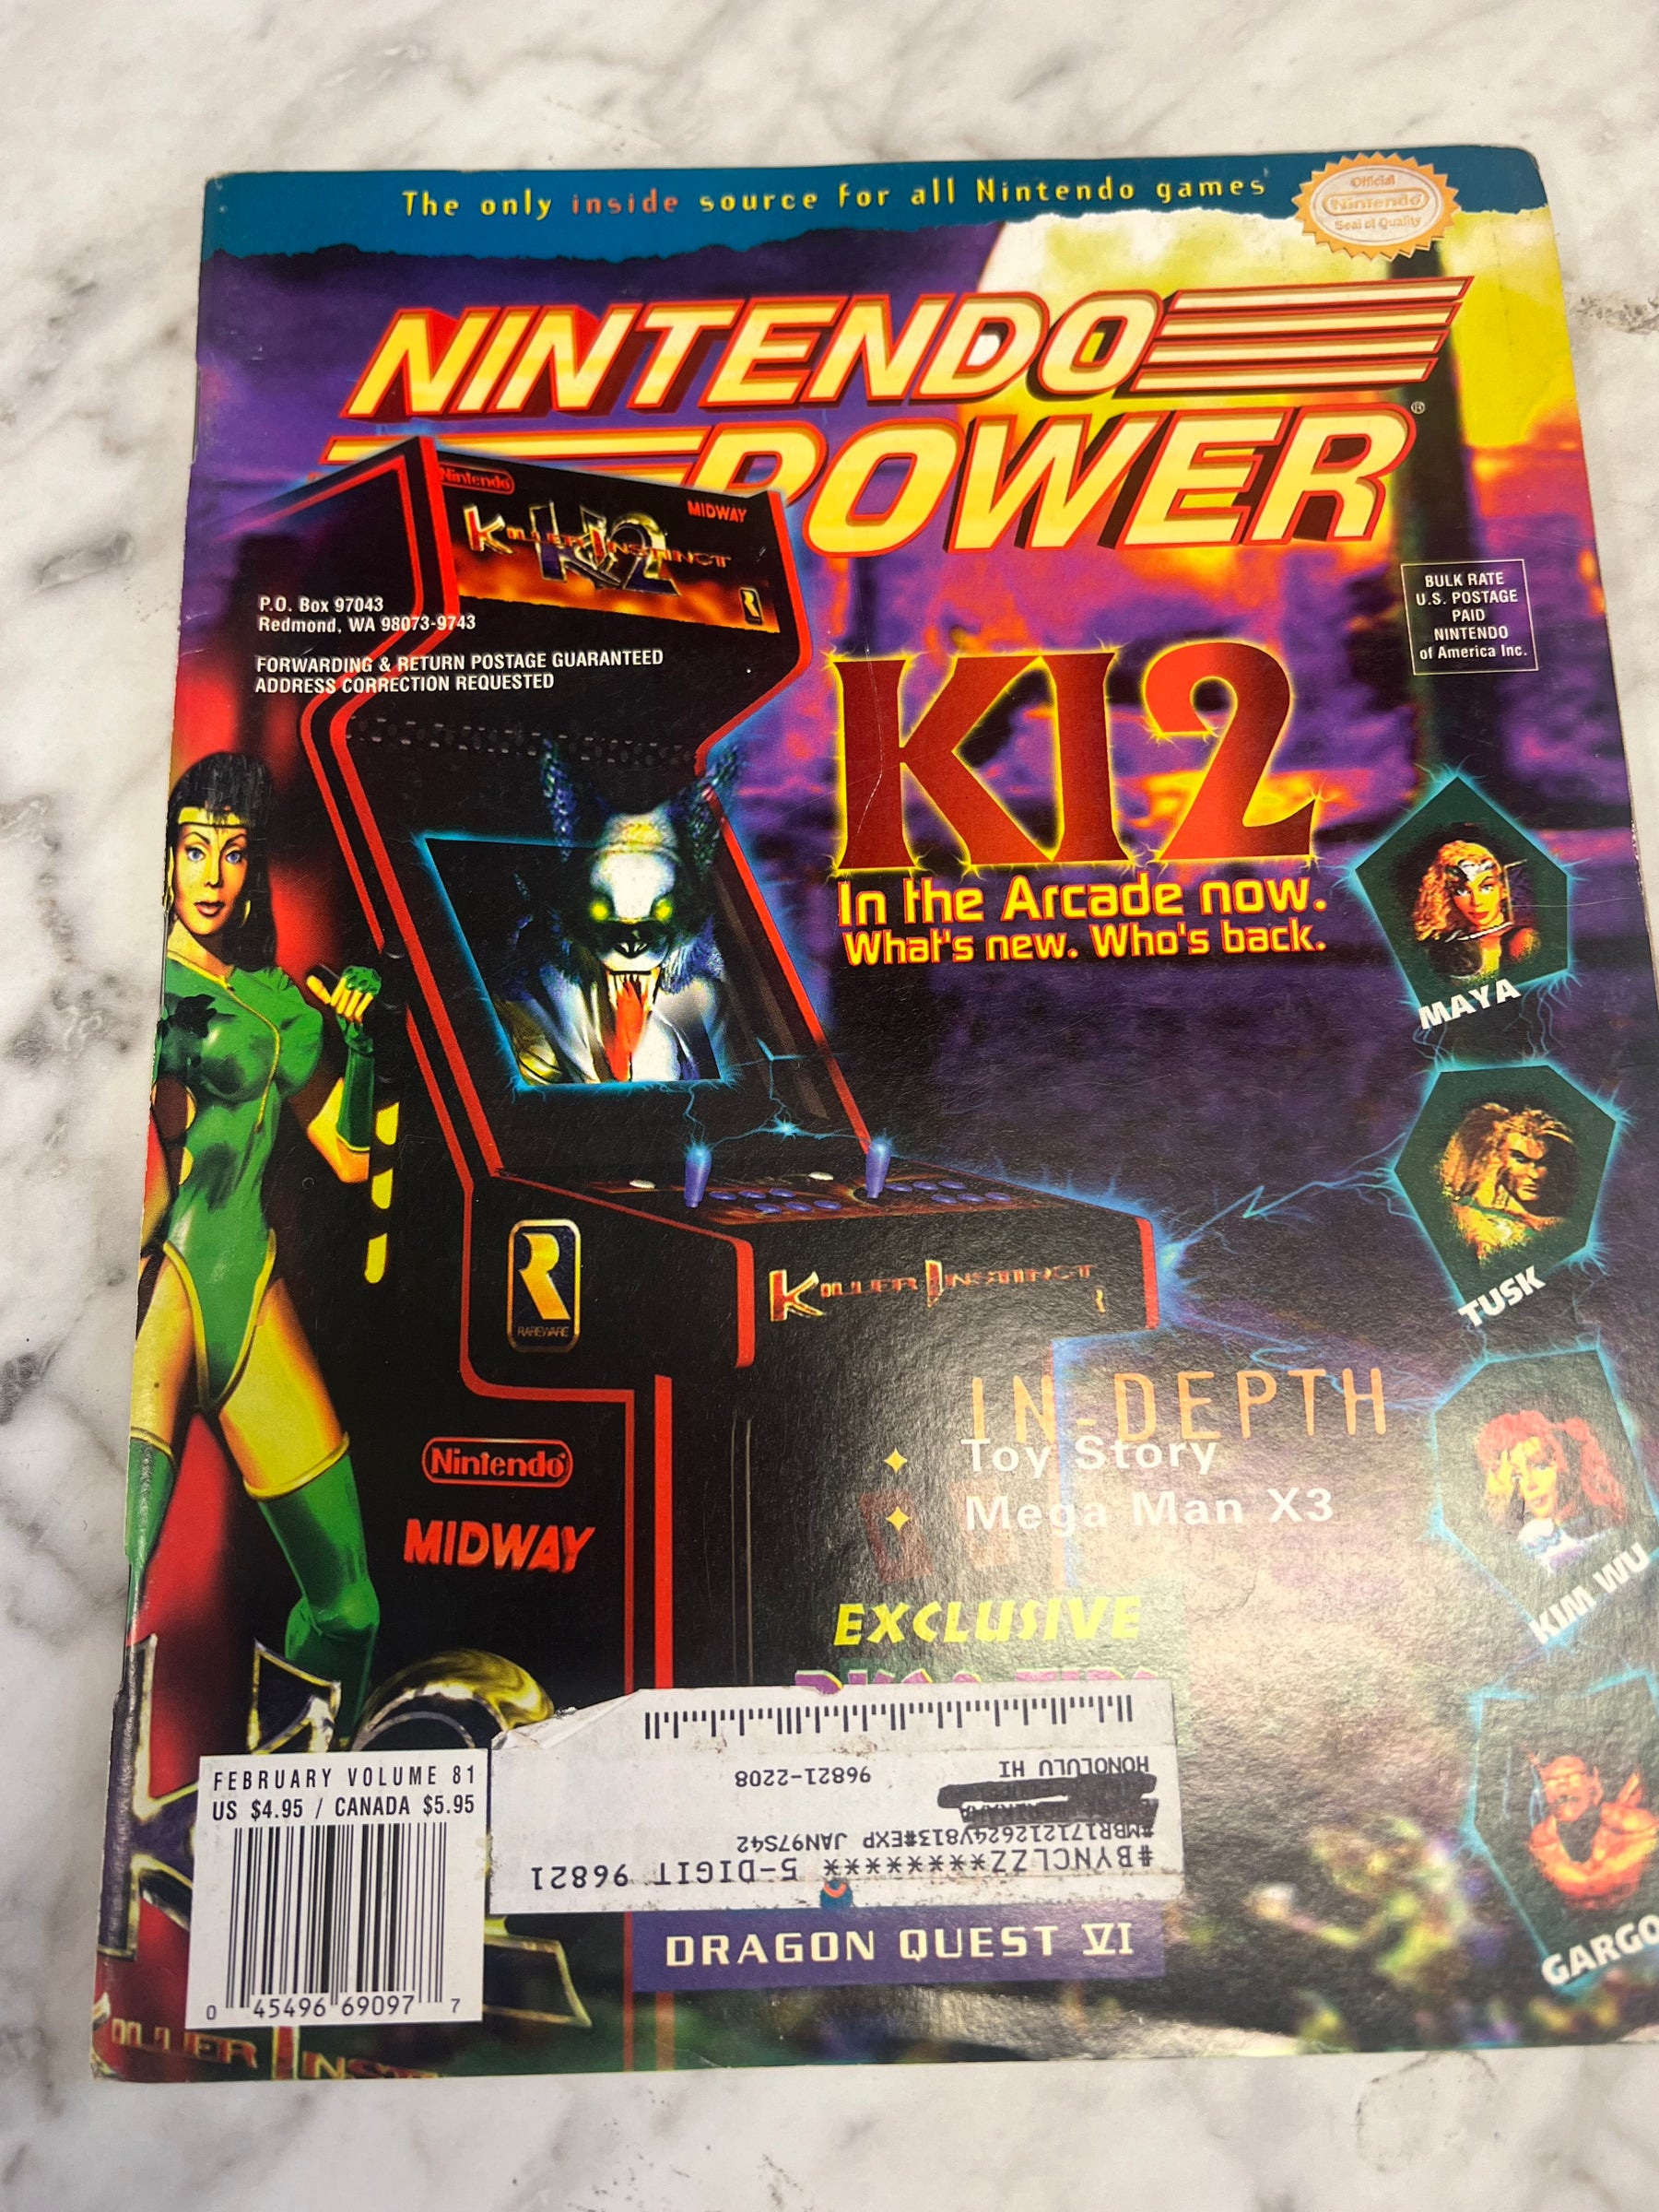 The only inside source for all Nintendo games
Official
Nintendo
Seal of Quality
NINTENDO
POWER®
Nintendo
MIDWAY
KILLER INSTINCT
P.O. Box 97043
Redmond, WA 98073-9743
FORWARDING & RETURN POSTAGE GUARANTEED
ADDRESS CORRECTION REQUESTED
BULK RATE
U.S. POSTAGE
PAID
NINTENDO
of America Inc.
KI2
In the Arcade now.
What's new. Who's back.
MAYA
TUSK
R
RAREWARE
KILLER INSTINCT
IN-DEPTH
Toy Story
Mega Man X3
Nintendo
MIDWAY
KIM WU
EXCLUSIVE
GARGO
FEBRUARY VOLUME 81
US $4.95 / CANADA $5.95
0 45496 69097 7
#BYNCLZZ********** 5-DIGIT 96821
#MBR171212624Y813#EXP JAN97S42
HONOLULU HI 96821-2208
DRAGON QUEST VI
KILLER INST